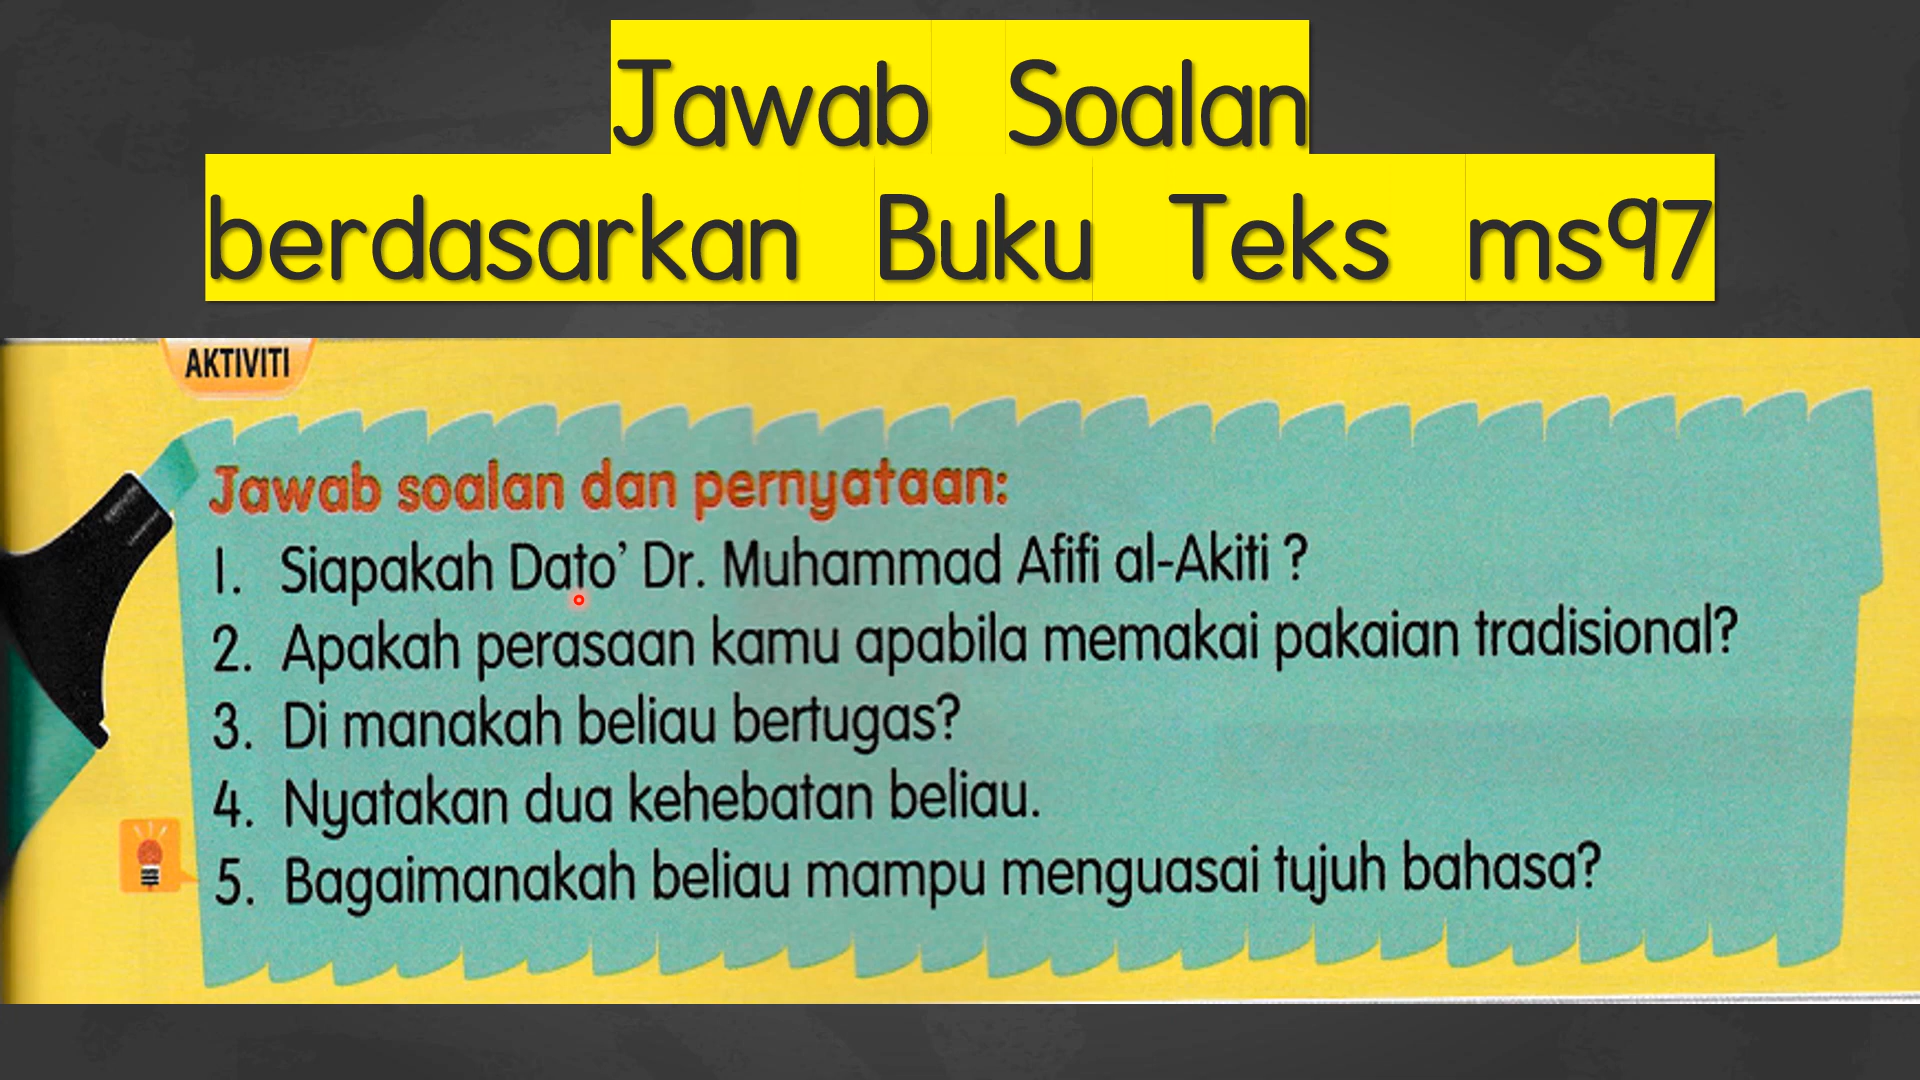 Jawab Soalan
berdasarkan Buku Teks ms97
AKTIVITI
Jawab soalan dan pernyataan:
1. Siapakah Dato' Dr. Muhammad Afifi al-Akiti ?
2. Apakah perasaan kamu apabila memakai pakaian tradisional?
3. Di manakah beliau bertugas?
4. Nyatakan dua kehebatan beliau.
5. Bagaimanakah beliau mampu menguasai tujuh bahasa?